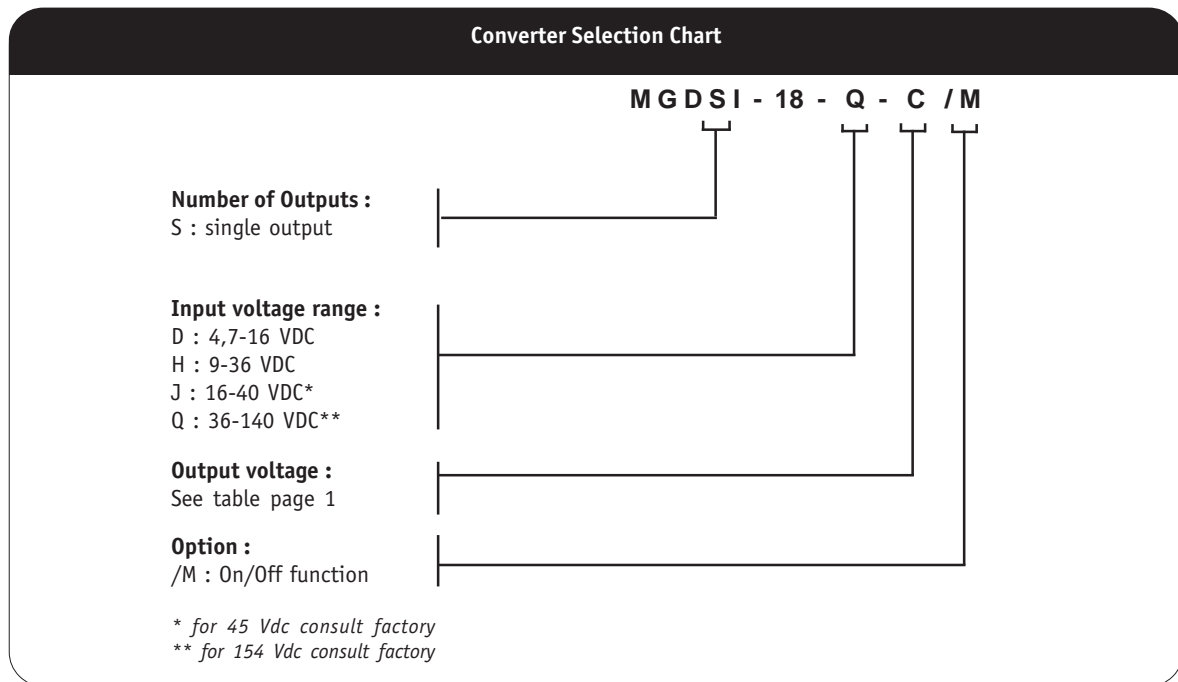 Converter Selection Chart
MGDSI - 18 - Q - C /M
Number of Outputs :
S : single output
Input voltage range :
D : 4,7-16 VDC
H : 9-36 VDC
J : 16-40 VDC*
Q : 36-140 VDC**
Output voltage :
See table page 1
Option :
/M : On/Off function
* for 45 Vdc consult factory
** for 154 Vdc consult factory